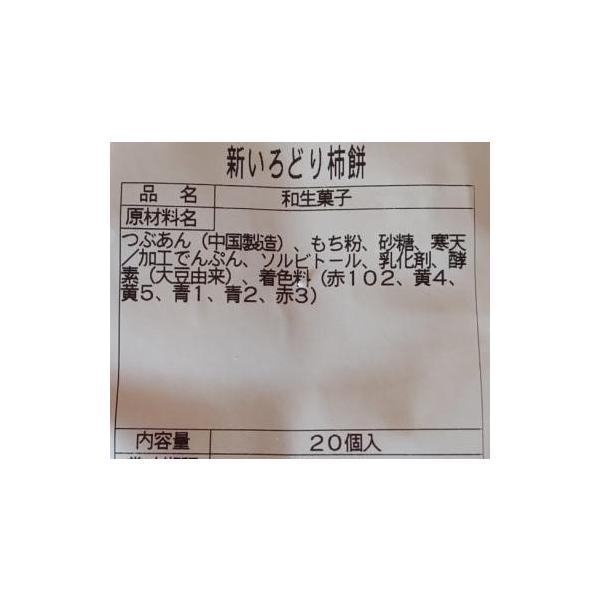 新いろどり柿餅
品名 和生菓子
原材料名
つぶあん（中国製造）、もち粉、砂糖、寒天
／加工でんぷん、ソルビトール、乳化剤、酵
素（大豆由来）、着色料（赤１０２、黄４、
黄５、青１、青２、赤３）
内容量 ２０個入